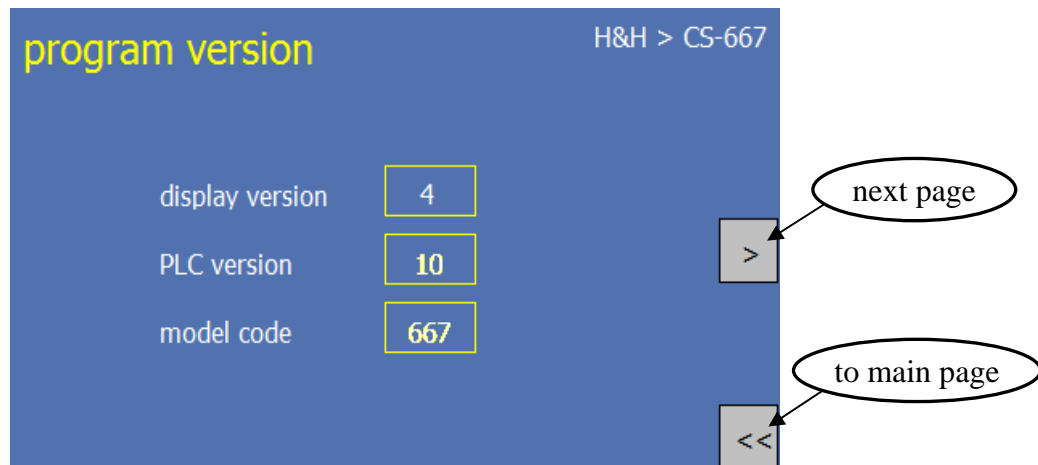 program version
H&H > CS-667
display version 4
next page
PLC version 10
>
model code 667
to main page
<<